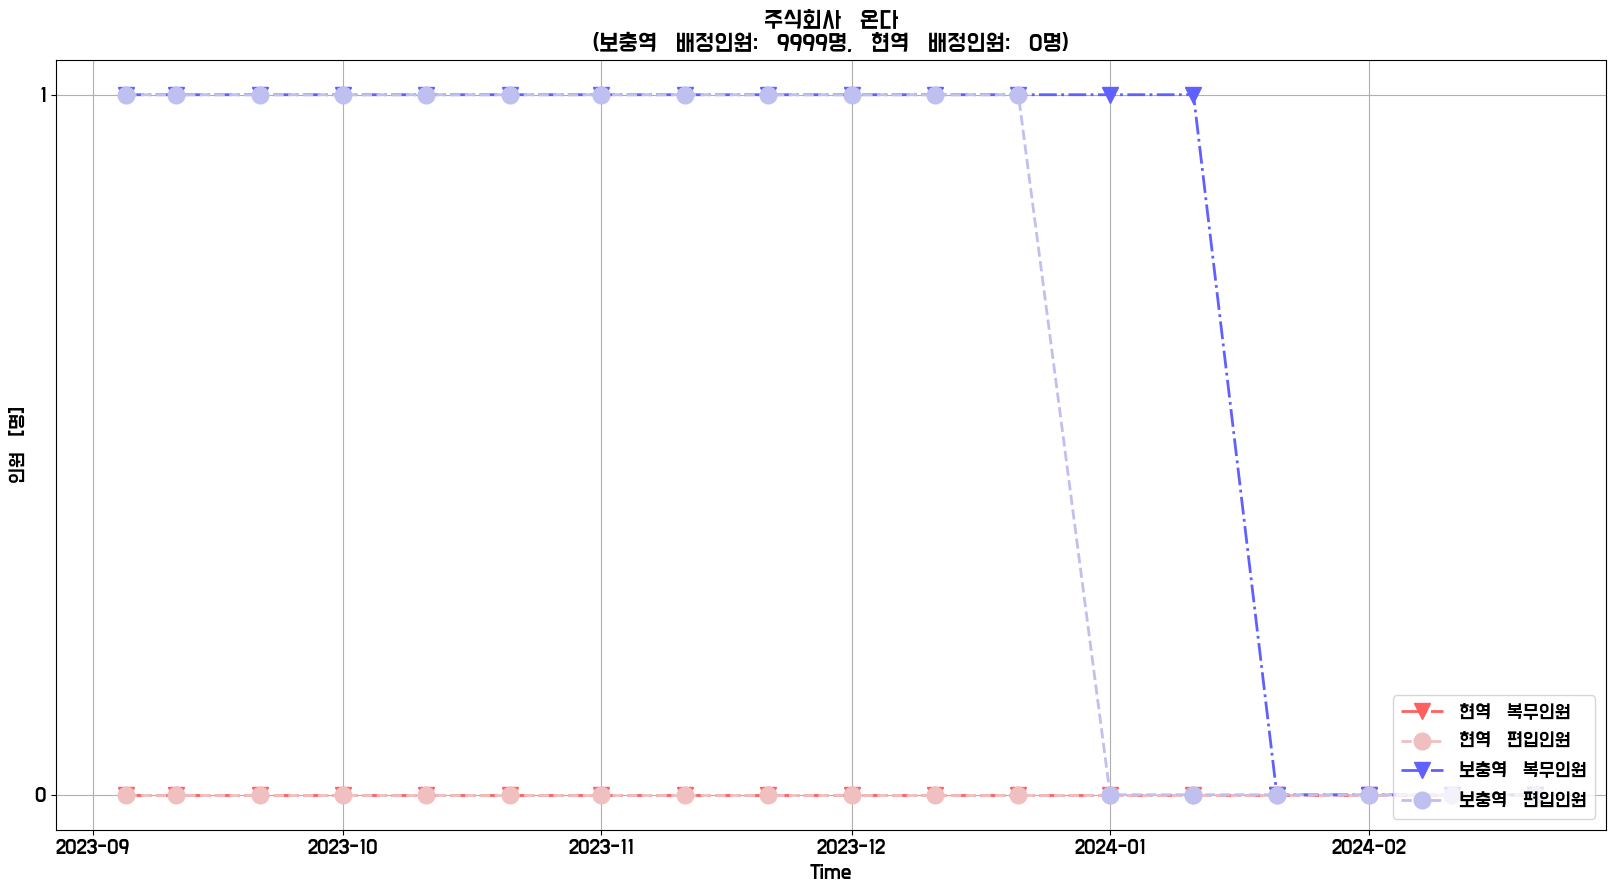 주식회사 온다
(보충역 배정인원: 9999명, 현역 배정인원: 0명)
1
인원 [명]
0
현역 복무인원
현역 편입인원
보충역 복무인원
보충역 편입인원
2023-09 2023-10 2023-11 2023-12 2024-01 2024-02
Time